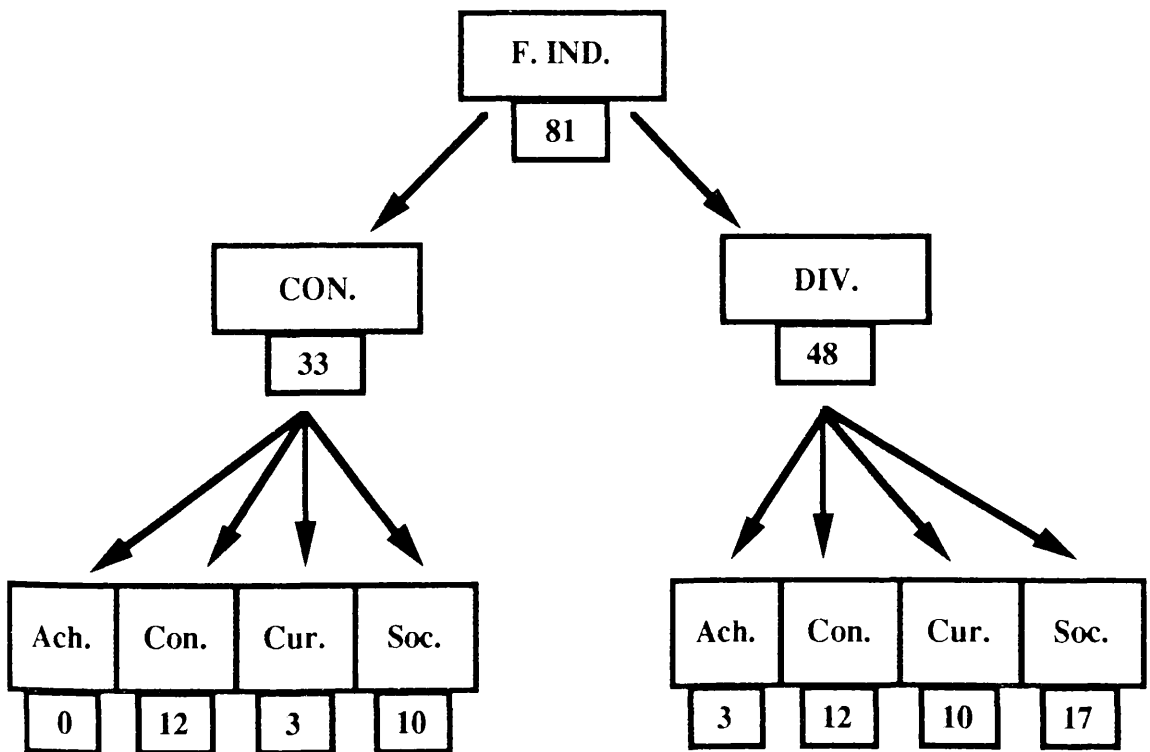 F. IND.
81
CON.
33
DIV.
48
Ach. Con. Cur. Soc.
0 12 3 10
Ach. Con. Cur. Soc.
3 12 10 17